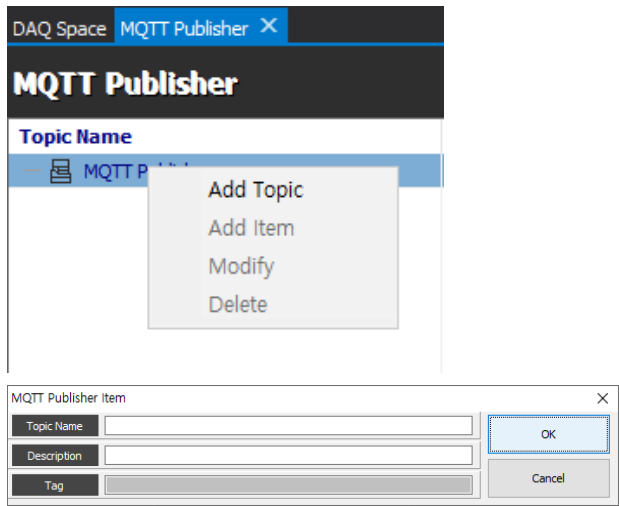 DAQ Space MQTT Publisher
MQTT Publisher
Topic Name
MQTT
Add Topic
Add Item
Modify
Delete
MQTT Publisher Item
Topic Name
OK
Description
Tag
Cancel